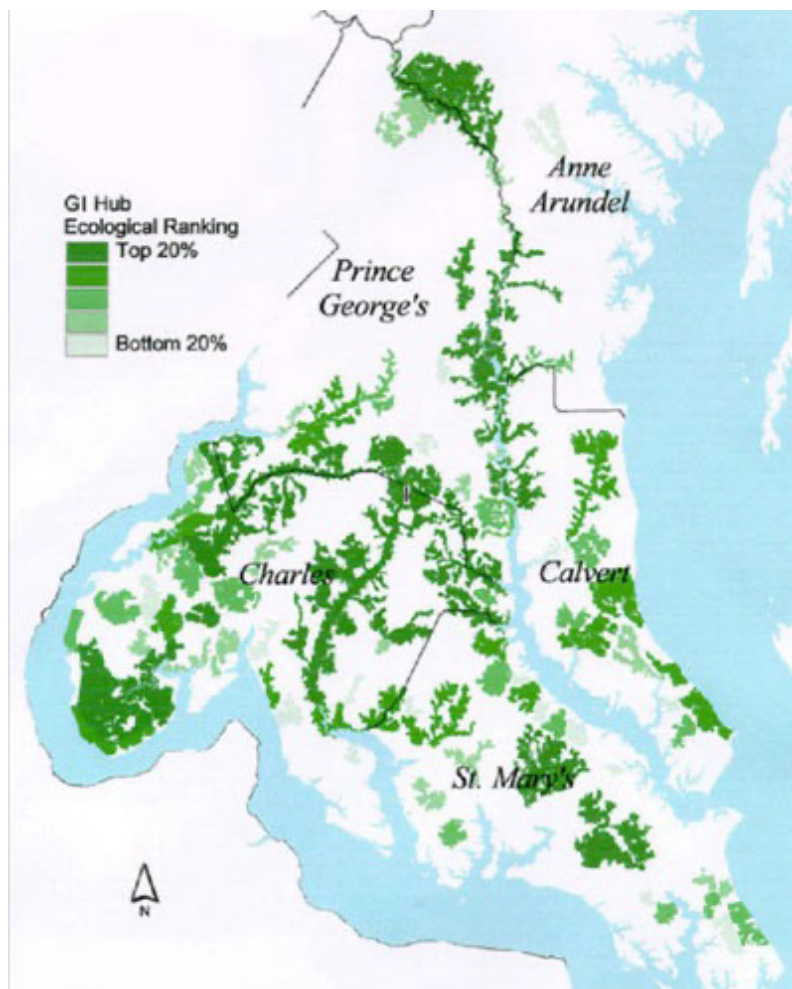 Anne
Arundel
GI Hub
Ecological Ranking
Top 20%
Bottom 20%
Prince
George's
Charles
Calvert
St. Mary's
N